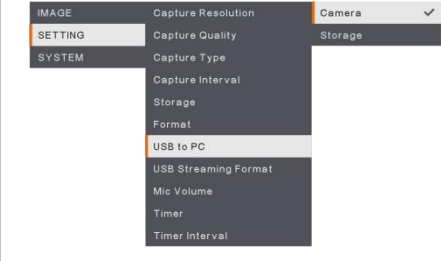 IMAGE
SETTING
SYSTEM
Capture Resolution
Capture Quality
Capture Type
Capture Interval
Storage
Format
USB to PC
USB Streaming Format
Mic Volume
Timer
Timer Interval
Camera
Storage